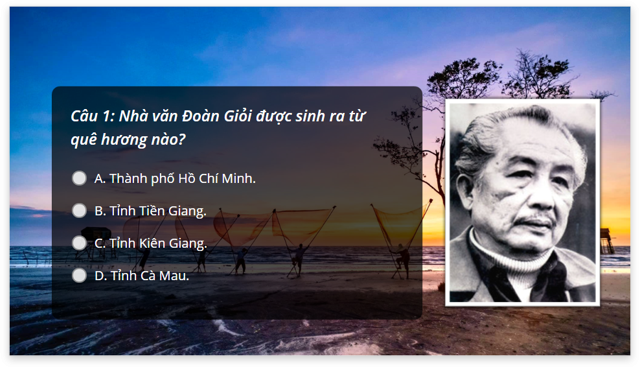 Câu 1: Nhà văn Đoàn Giỏi được sinh ra từ
quê hương nào?
A. Thành phố Hồ Chí Minh.
B. Tỉnh Tiền Giang.
C. Tỉnh Kiên Giang.
D. Tỉnh Cà Mau.